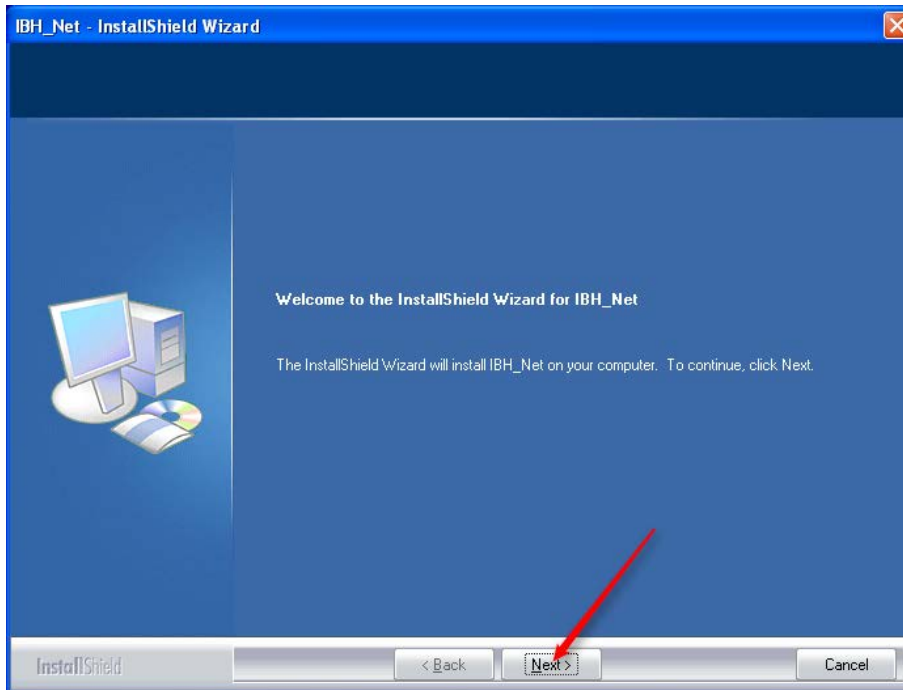 IBH_Net - InstallShield Wizard
Welcome to the InstallShield Wizard for IBH_Net
The InstallShield Wizard will install IBH_Net on your computer. To continue, click Next.
InstallShield
< Back
Next >
Cancel